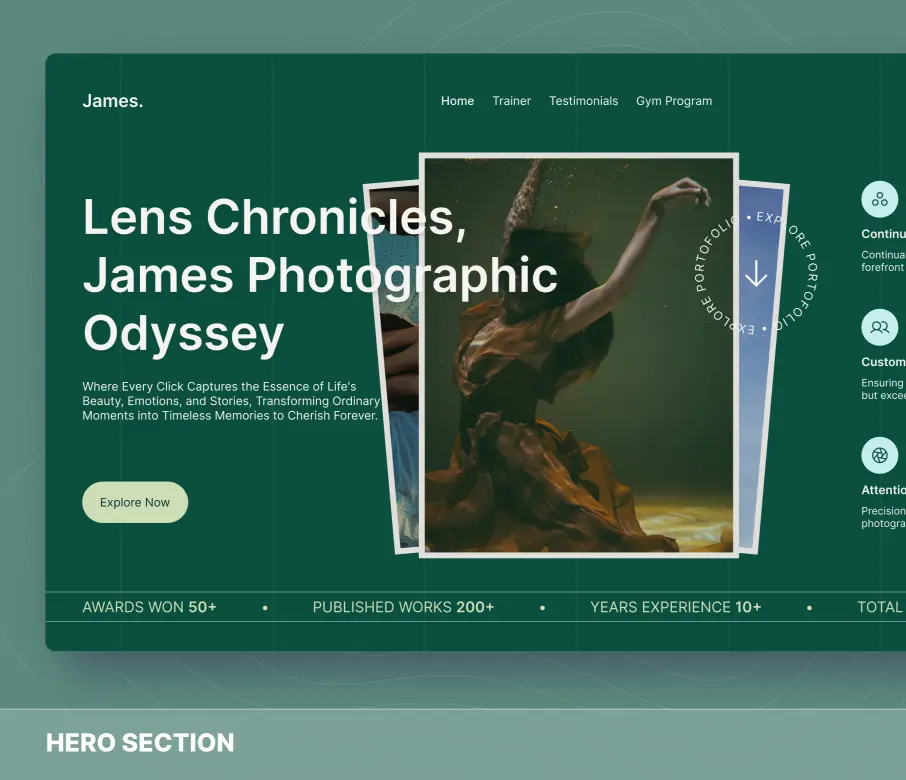 James.
Home Trainer Testimonials Gym Program
Lens Chronicles,
James Photographic
Odyssey
Where Every Click Captures the Essence of Life's
Beauty, Emotions, and Stories, Transforming Ordinary
Moments into Timeless Memories to Cherish Forever.
Explore Now
EXPLORE PORTOFOLIO • EXPLORE PORTOFOLIO •
Continu
Continua
forefront
Custom
Ensuring
but excee
Attentio
Precision
photogra
AWARDS WON 50+ • PUBLISHED WORKS 200+ • YEARS EXPERIENCE 10+ • TOTAL
HERO SECTION